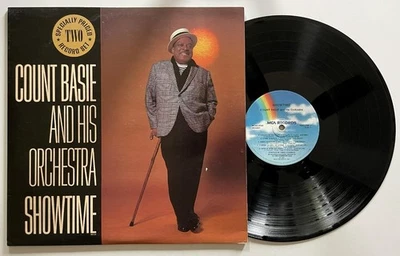 SPECIALLY PRICED
TWO
RECORD SET
COUNT BASIE
AND HIS
ORCHESTRA
SHOWTIME
MCA RECORDS